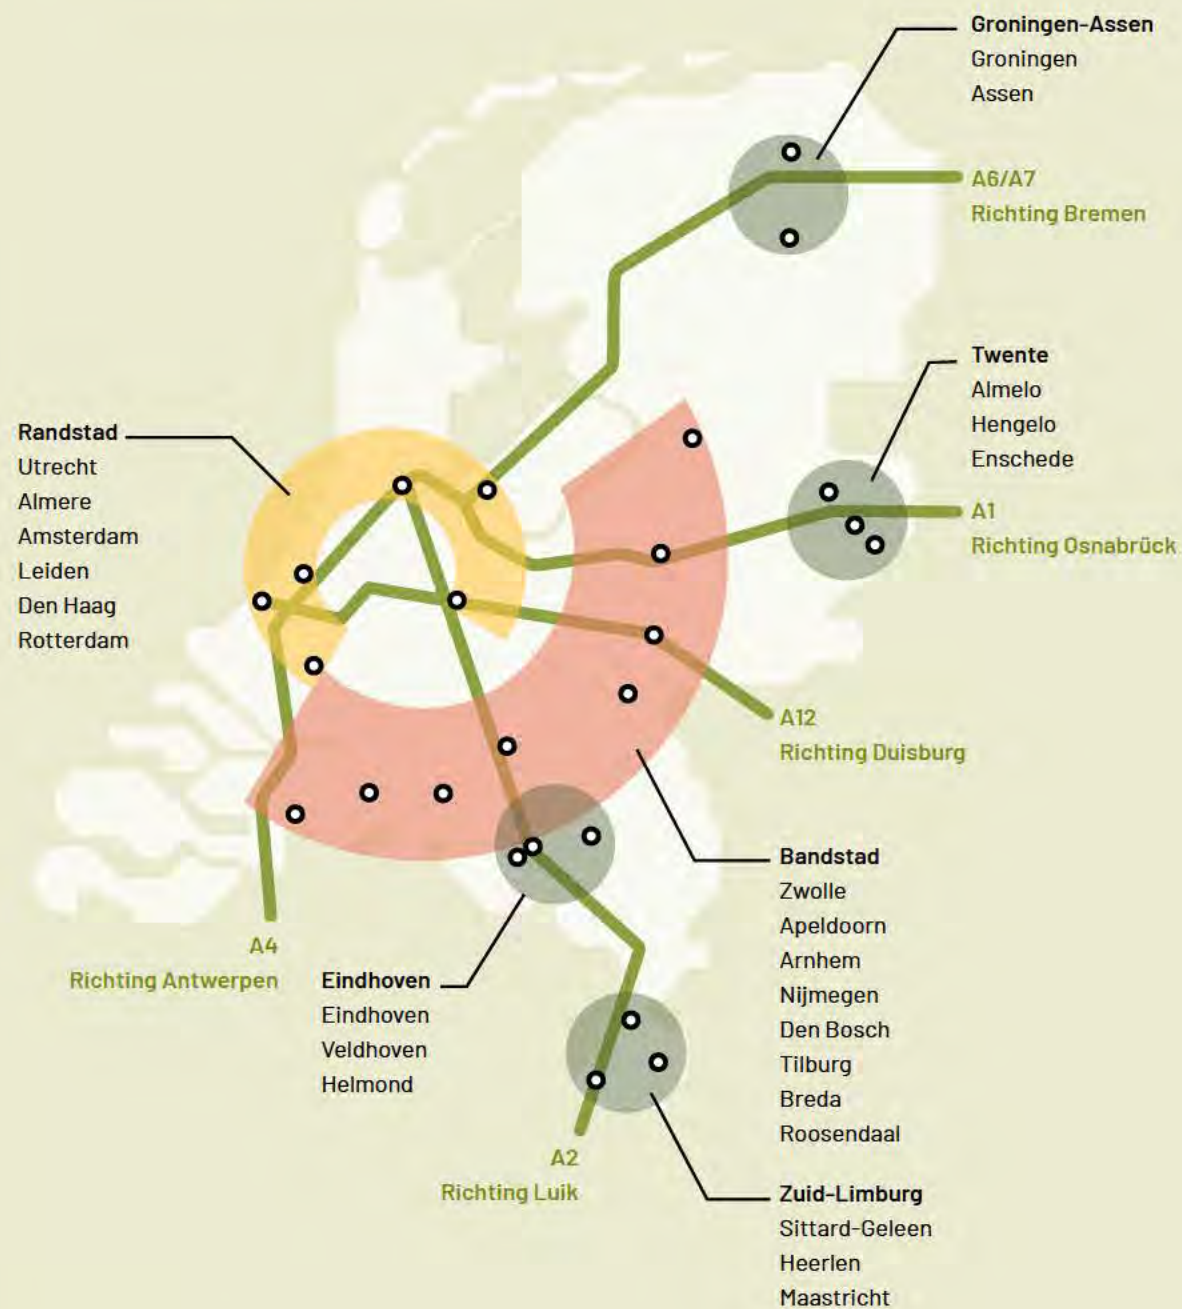 Groningen-Assen
Groningen
Assen
A6/A7
Richting Bremen
Twente
Almelo
Hengelo
Enschede
A1
Richting Osnabrück
Randstad
Utrecht
Almere
Amsterdam
Leiden
Den Haag
Rotterdam
A12
Richting Duisburg
Bandstad
Zwolle
Apeldoorn
Arnhem
Nijmegen
Den Bosch
Tilburg
Breda
Roosendaal
A4
Richting Antwerpen
Eindhoven
Eindhoven
Veldhoven
Helmond
A2
Richting Luik
Zuid-Limburg
Sittard-Geleen
Heerlen
Maastricht